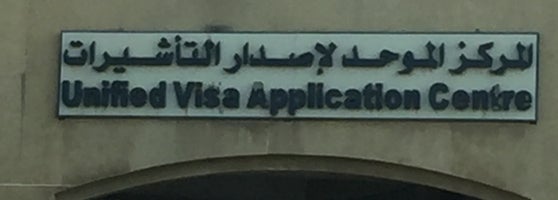 المركز الموحد لإصدار التأشيرات
Unified Visa Application Centre